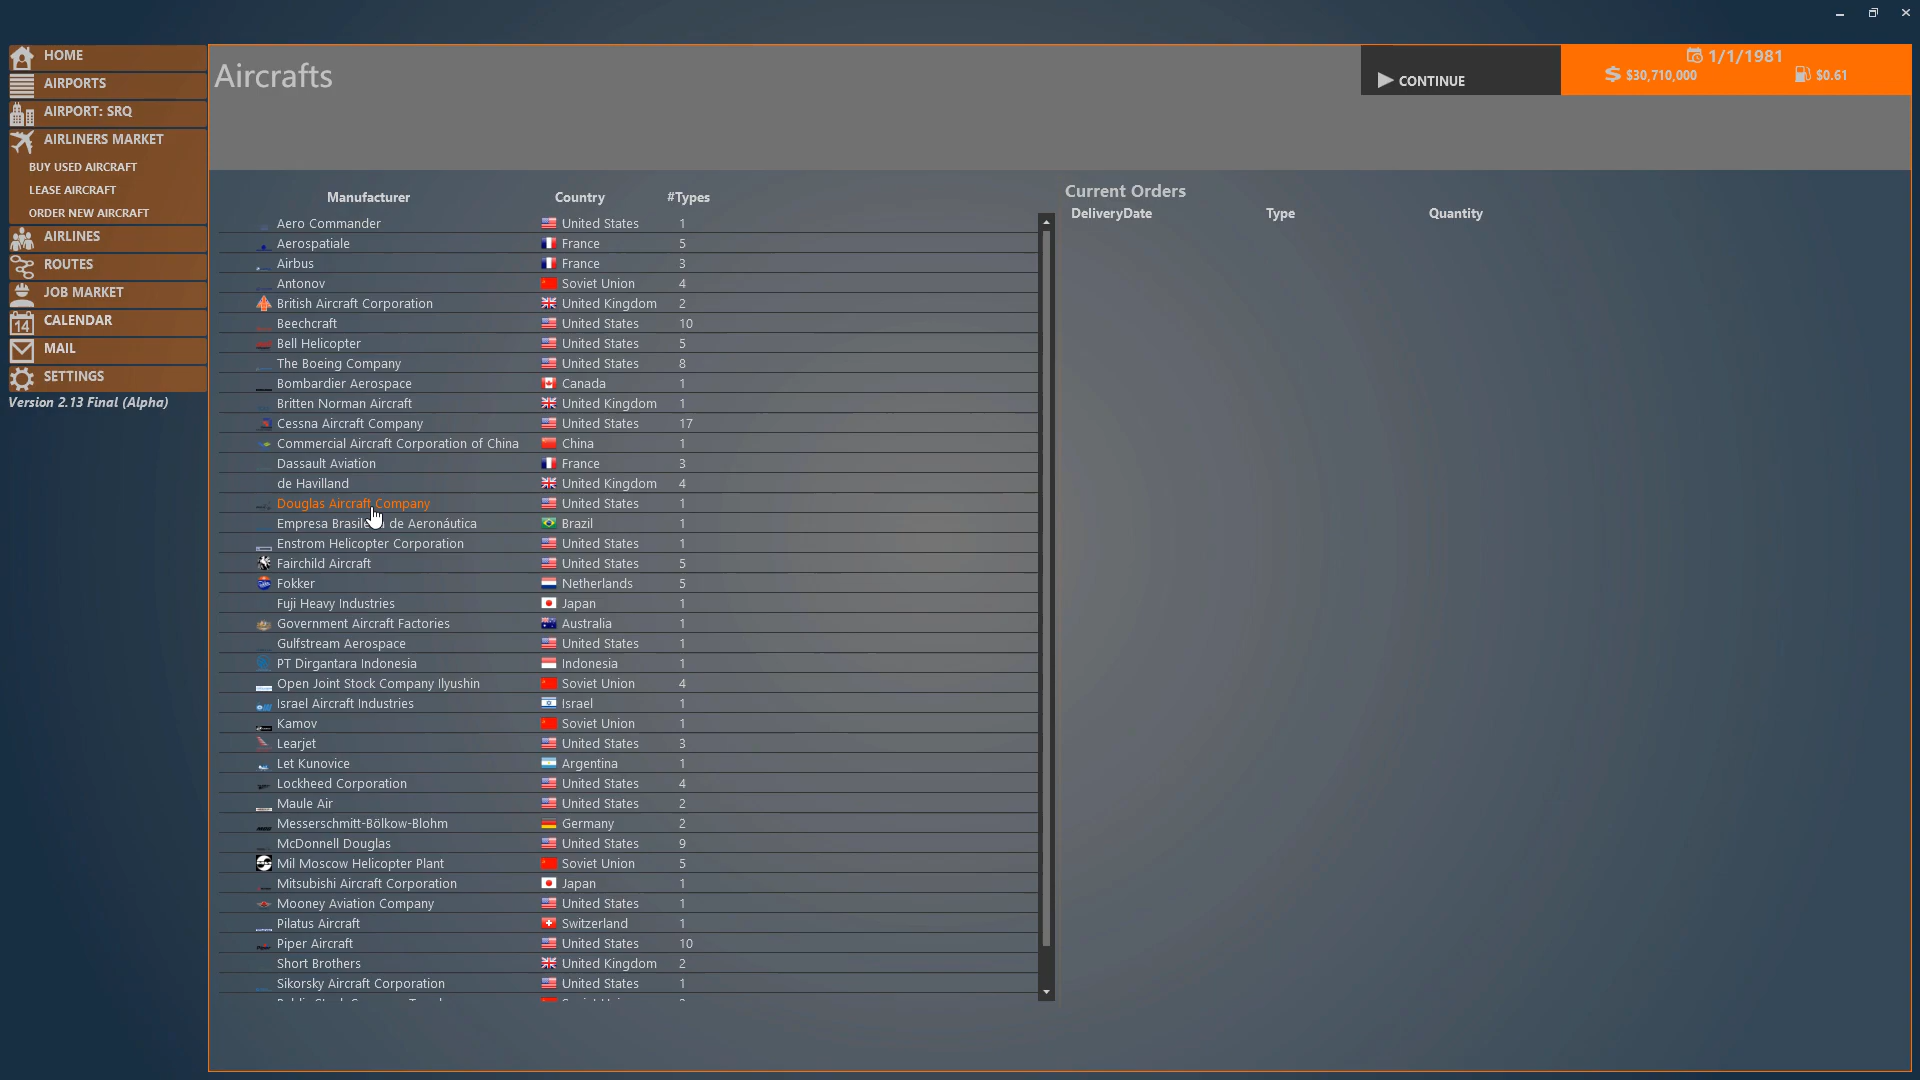 HOME
AIRPORTS
AIRPORT: SRQ
AIRLINERS MARKET
BUY USED AIRCRAFT
LEASE AIRCRAFT
ORDER NEW AIRCRAFT
AIRLINES
ROUTES
JOB MARKET
14 CALENDAR
MAIL
SETTINGS
Version 2.13 Final (Alpha)
Aircrafts
CONTINUE
1/1/1981
$30,710,000 $0.61
Manufacturer Country #Types
Aero Commander United States 1
Aerospatiale France 5
Airbus France 3
Antonov Soviet Union 4
British Aircraft Corporation United Kingdom 2
Beechcraft United States 10
Bell Helicopter United States 5
The Boeing Company United States 8
Bombardier Aerospace Canada 1
Britten Norman Aircraft United Kingdom 1
Cessna Aircraft Company United States 17
Commercial Aircraft Corporation of China China 1
Dassault Aviation France 3
de Havilland United Kingdom 4
Douglas Aircraft Company United States 1
Empresa de Aeronáutica Brazil 1
Enstrom Helicopter Corporation United States 1
Fairchild Aircraft United States 5
Fokker Netherlands 5
Fuji Heavy Industries Japan 1
Government Aircraft Factories Australia 1
Gulfstream Aerospace United States 1
PT Dirgantara Indonesia Indonesia 1
Open Joint Stock Company Ilyushin Soviet Union 4
Israel Aircraft Industries Israel 1
Kamov Soviet Union 1
Learjet United States 3
Let Kunovice Argentina 1
Lockheed Corporation United States 4
Maule Air United States 2
Messerschmitt-Bölkow-Blohm Germany 2
McDonnell Douglas United States 9
Mil Moscow Helicopter Plant Soviet Union 5
Mitsubishi Aircraft Corporation Japan 1
Mooney Aviation Company United States 1
Pilatus Aircraft Switzerland 1
Piper Aircraft United States 10
Short Brothers United Kingdom 2
Sikorsky Aircraft Corporation United States 1
Current Orders
DeliveryDate Type Quantity